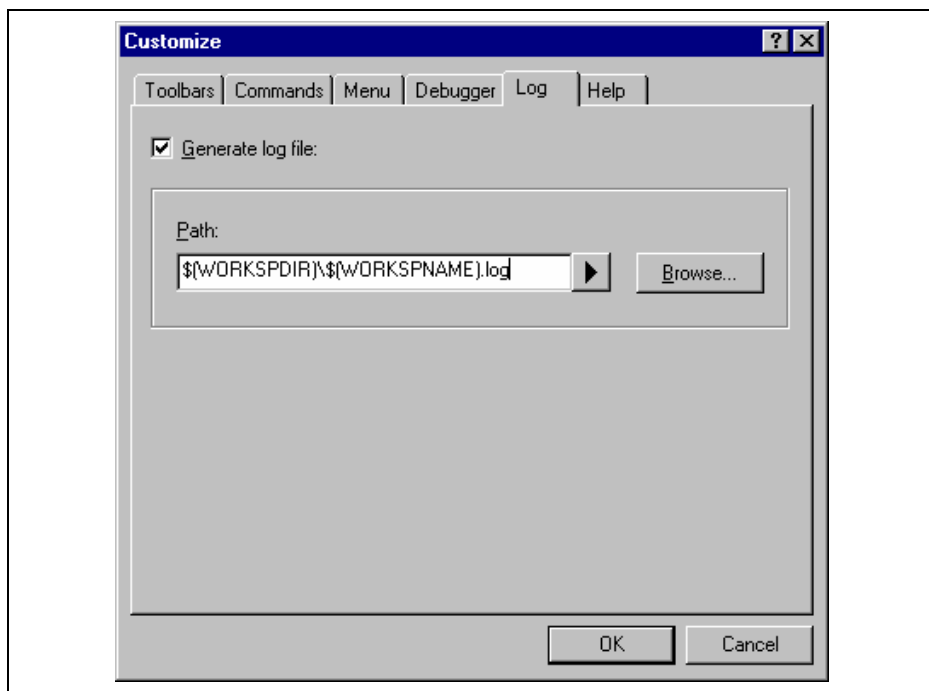 Customize
Toolbars Commands Menu Debugger Log Help
Generate log file:
Path:
$(WORKSPDIR)\$(WORKSPNAME).log
Browse...
OK Cancel